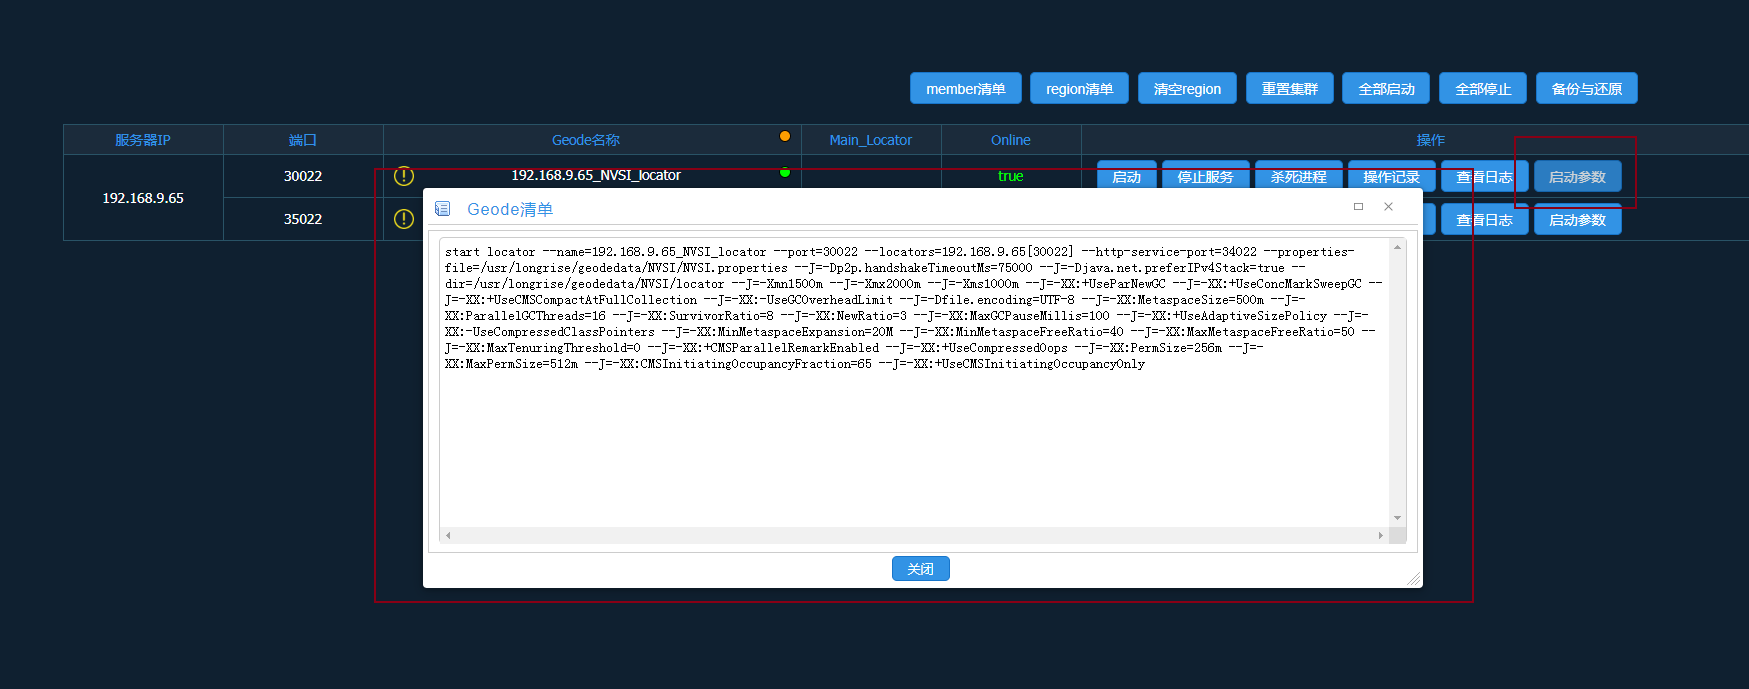 member清单 region清单 清空region 重置集群 全部启动 全部停止 备份与还原
服务器IP 端口 Geode名称 Main_Locator Online 操作
192.168.9.65 30022 192.168.9.65_NVSI_locator true 启动 停止服务 杀死进程 操作记录 查看日志 启动参数
35022 查看日志 启动参数
Geode清单
start locator --name=192.168.9.65_NVSI_locator --port=30022 --locators=192.168.9.65[30022] --http-service-port=34022 --properties-
file=/usr/longrise/geodedata/NVSI/NVSI.properties --J=-Dp2p.handshakeTimeoutMs=75000 --J=-Djava.net.preferIPv4Stack=true --
dir=/usr/longrise/geodedata/NVSI/locator --J=-Xmn1500m --J=-Xmx2000m --J=-Xms1000m --J=-XX:+UseParNewGC --J=-XX:+UseConcMarkSweepGC --
J=-XX:+UseCMSCompactAtFullCollection --J=-XX:-UseGCOverheadLimit --J=-Dfile.encoding=UTF-8 --J=-XX:MetaspaceSize=500m --J=-
XX:ParallelGCThreads=16 --J=-XX:SurvivorRatio=8 --J=-XX:NewRatio=3 --J=-XX:MaxGCPauseMillis=100 --J=-XX:+UseAdaptiveSizePolicy --J=-
XX:-UseCompressedClassPointers --J=-XX:MinMetaspaceExpansion=20M --J=-XX:MinMetaspaceFreeRatio=40 --J=-XX:MaxMetaspaceFreeRatio=50 --
J=-XX:MaxTenuringThreshold=0 --J=-XX:+CMSParallelRemarkEnabled --J=-XX:+UseCompressedOops --J=-XX:PermSize=256m --J=-
XX:MaxPermSize=512m --J=-XX:CMSInitiatingOccupancyFraction=65 --J=-XX:+UseCMSInitiatingOccupancyOnly
关闭